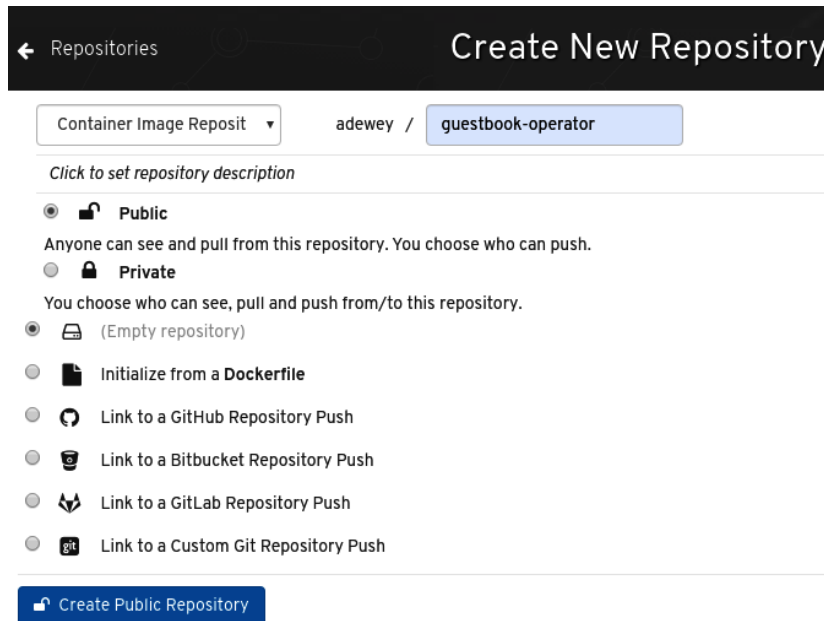 Repositories
Create New Repository
Container Image Reposit
adewey / guestbook-operator
Click to set repository description
Public
Anyone can see and pull from this repository. You choose who can push.
Private
You choose who can see, pull and push from/to this repository.
(Empty repository)
Initialize from a Dockerfile
Link to a GitHub Repository Push
Link to a Bitbucket Repository Push
Link to a GitLab Repository Push
git Link to a Custom Git Repository Push
Create Public Repository